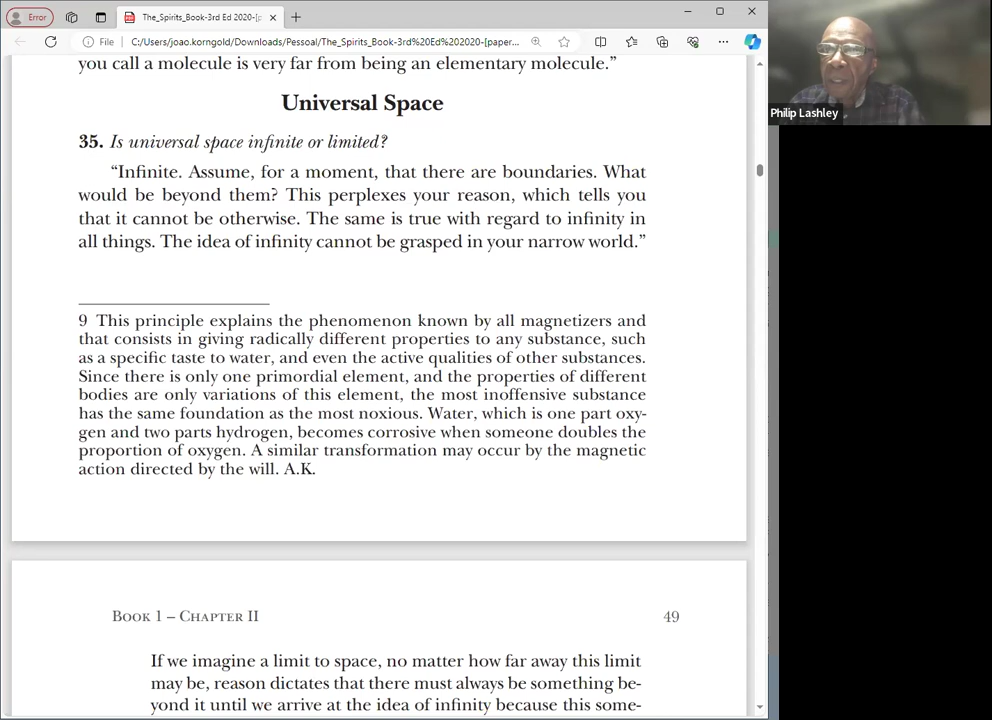 Error
The_Spirits_Book-3rd Ed 2020-[p
File
C:/Users/joao.korngold/Downloads/Pessoal/The_Spirits_Book-3rd%20Ed%202020-[paper...
you call a molecule is very far from being an elementary molecule.”
Universal Space
35. Is universal space infinite or limited?
“Infinite. Assume, for a moment, that there are boundaries. What
would be beyond them? This perplexes your reason, which tells you
that it cannot be otherwise. The same is true with regard to infinity in
all things. The idea of infinity cannot be grasped in your narrow world.”
9 This principle explains the phenomenon known by all magnetizers and
that consists in giving radically different properties to any substance, such
as a specific taste to water, and even the active qualities of other substances.
Since there is only one primordial element, and the properties of different
bodies are only variations of this element, the most inoffensive substance
has the same foundation as the most noxious. Water, which is one part oxy-
gen and two parts hydrogen, becomes corrosive when someone doubles the
proportion of oxygen. A similar transformation may occur by the magnetic
action directed by the will. A.K.
Book 1 – Chapter II 49
If we imagine a limit to space, no matter how far away this limit
may be, reason dictates that there must always be something be-
yond it until we arrive at the idea of infinity because this some-
Philip Lashley